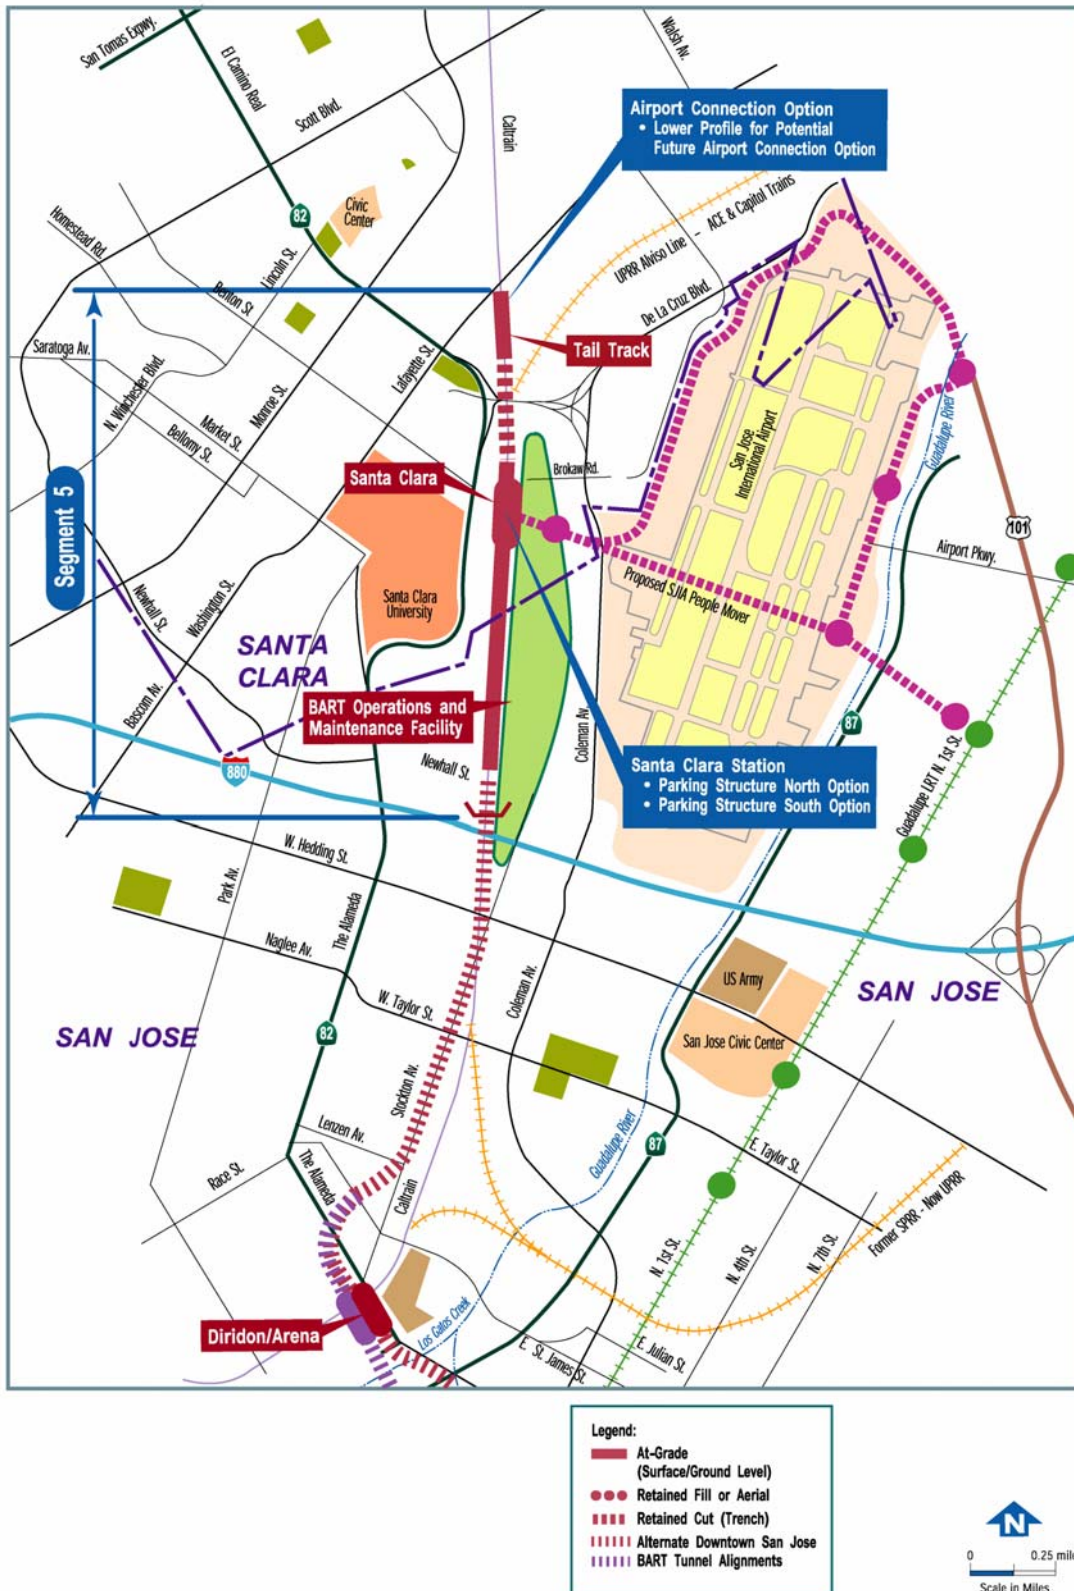 San Tomas Expwy.
El Camino Real
Scott Blvd.
Caltrain
Walsh Av.
Airport Connection Option
• Lower Profile for Potential
Future Airport Connection Option
82
Civic
Center
Homestead Rd.
Lincoln St.
Benton St
UPRR Alviso Line - ACE & Capitol Trains
De La Cruz Blvd.
Saratoga Av.
N. Winchester Blvd.
Market St.
Bellomy St.
Monroe St.
Lafayette St.
Tail Track
Segment 5
Santa Clara
Brokaw Rd.
San Jose
International Airport
Guadalupe River
101
Airport Pkwy.
Newhall St.
Washington St.
Santa Clara
University
Proposed SJIA People Mover
SANTA
CLARA
Bascom Av.
BART Operations and
Maintenance Facility
880
Newhall St.
Coleman Av.
87
Guadalupe LRT N. 1st St.
Santa Clara Station
• Parking Structure North Option
• Parking Structure South Option
W. Hedding St.
Park Av.
The Alameda
Naglee Av.
W. Taylor St.
Coleman Av.
US Army
SAN JOSE
SAN JOSE
San Jose Civic Center
82
Stockton Av.
Lenzen Av.
Race St.
The Alameda
Caltrain
Guadalupe River
87
E. Taylor St.
Former SPRR - Now UPRR
N. 1st St.
N. 4th St.
N. 7th St.
Diridon/Arena
Los Gatos Creek
E. St. James St.
E. Julian St.
Legend:
At-Grade
(Surface/Ground Level)
Retained Fill or Aerial
Retained Cut (Trench)
Alternate Downtown San Jose
BART Tunnel Alignments
N
0 0.25 mile
Scale in Miles